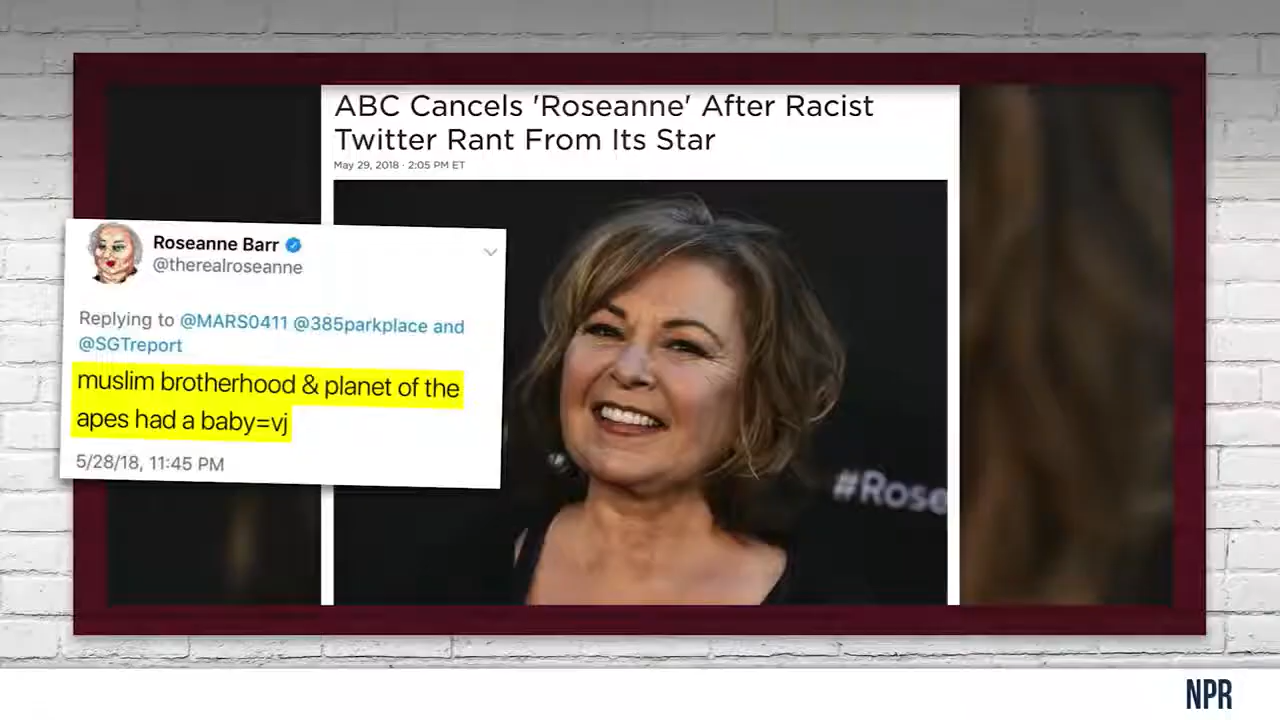 ABC Cancels 'Roseanne' After Racist
Twitter Rant From Its Star
May 29, 2018 · 2:05 PM ET
Roseanne Barr
@therealroseanne
Replying to @MARS0411 @385parkplace and
@SGTreport
muslim brotherhood & planet of the
apes had a baby=vj
5/28/18, 11:45 PM
#Rose
NPR